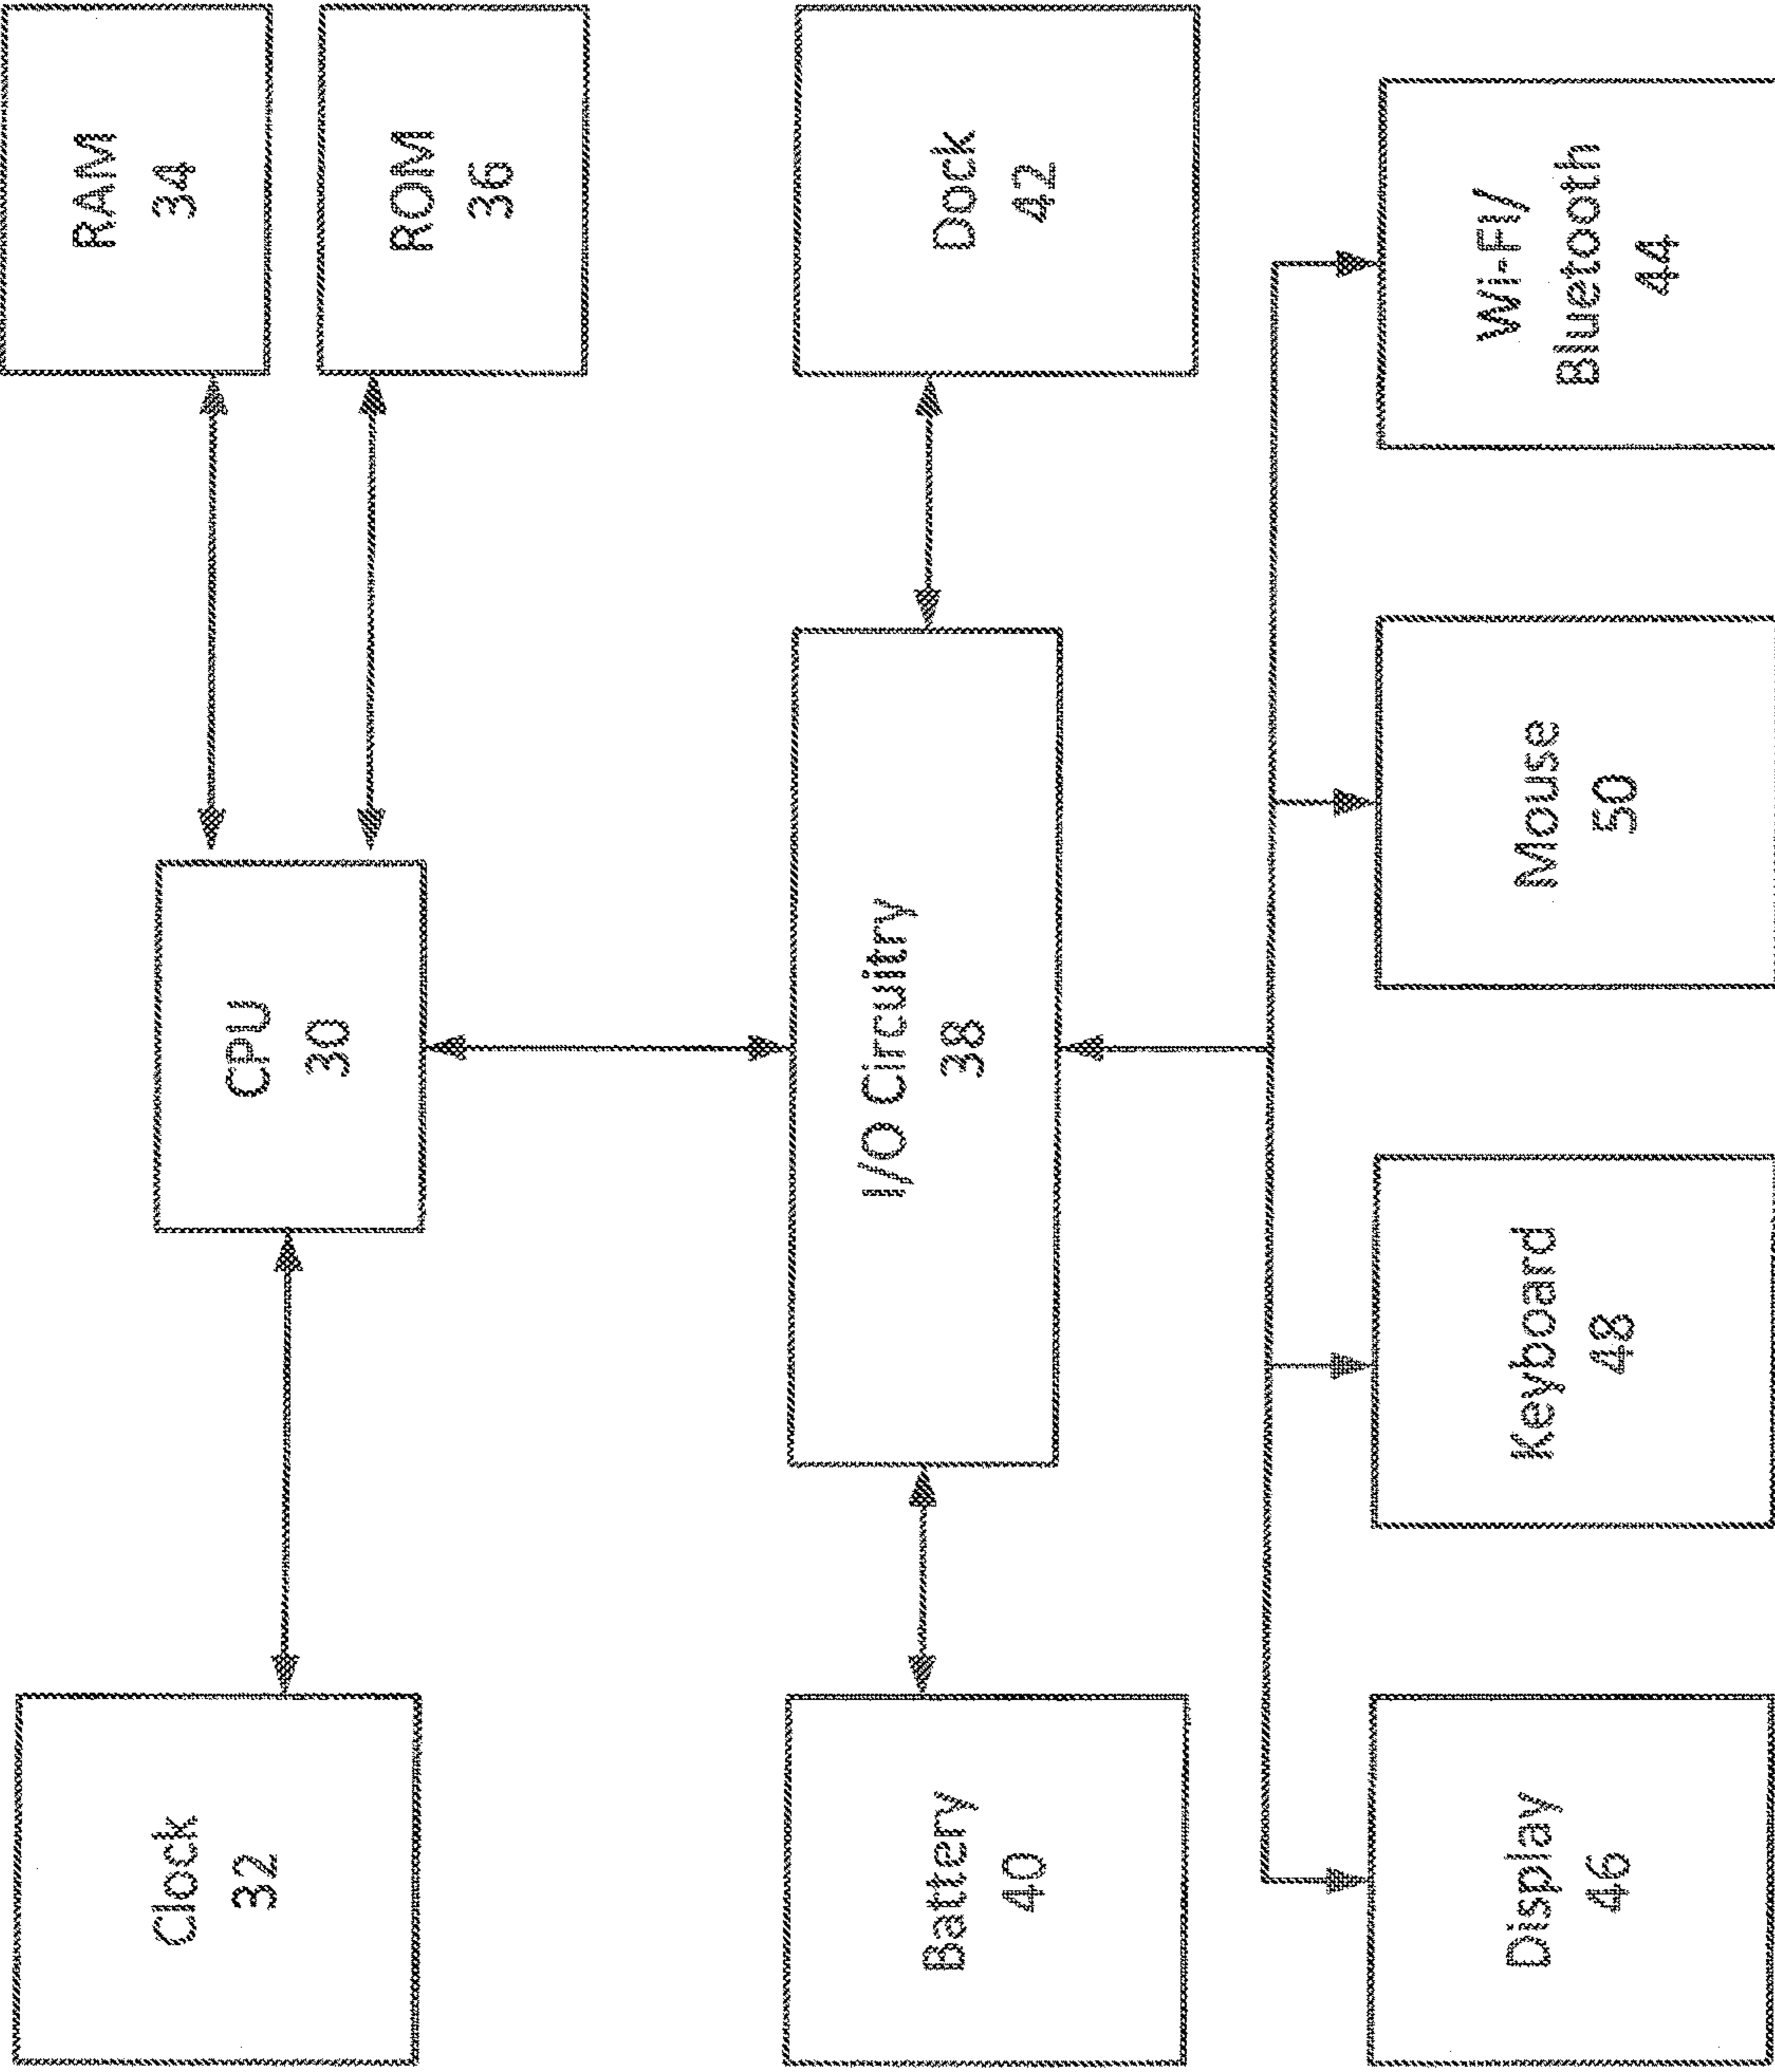 Clock
32
CPU
30
RAM
34
ROM
36
Battery
40
I/O Circuitry
38
Dock
42
Display
46
Keyboard
48
Mouse
50
Wi-Fi/
Bluetooth
44